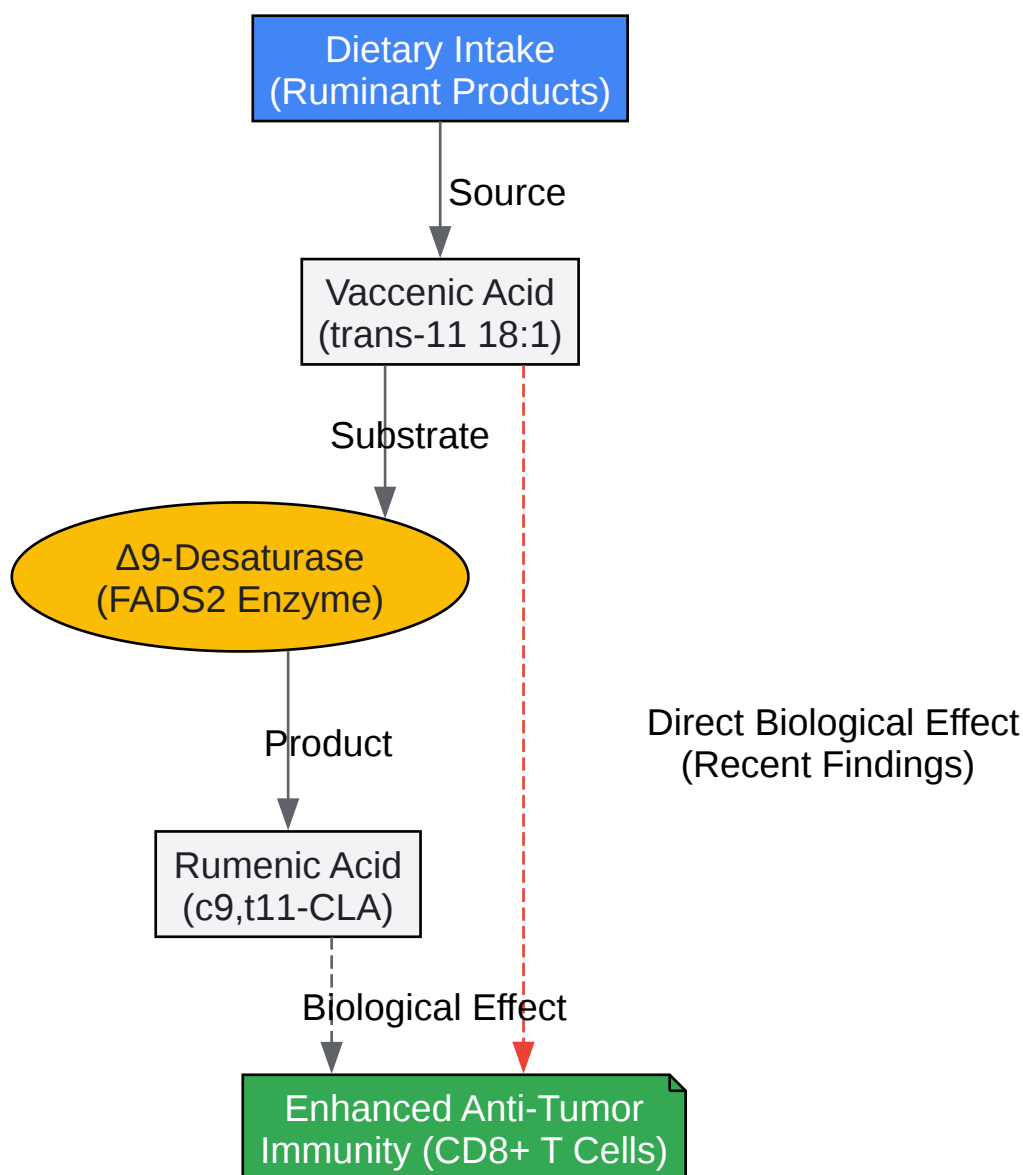 Dietary Intake
(Ruminant Products)
Source
Vaccenic Acid
(trans-11 18:1)
Substrate
Δ9-Desaturase
(FADS2 Enzyme)
Product
Direct Biological Effect
(Recent Findings)
Rumenic Acid
(c9,t11-CLA)
Biological Effect
Enhanced Anti-Tumor
Immunity (CD8+ T Cells)